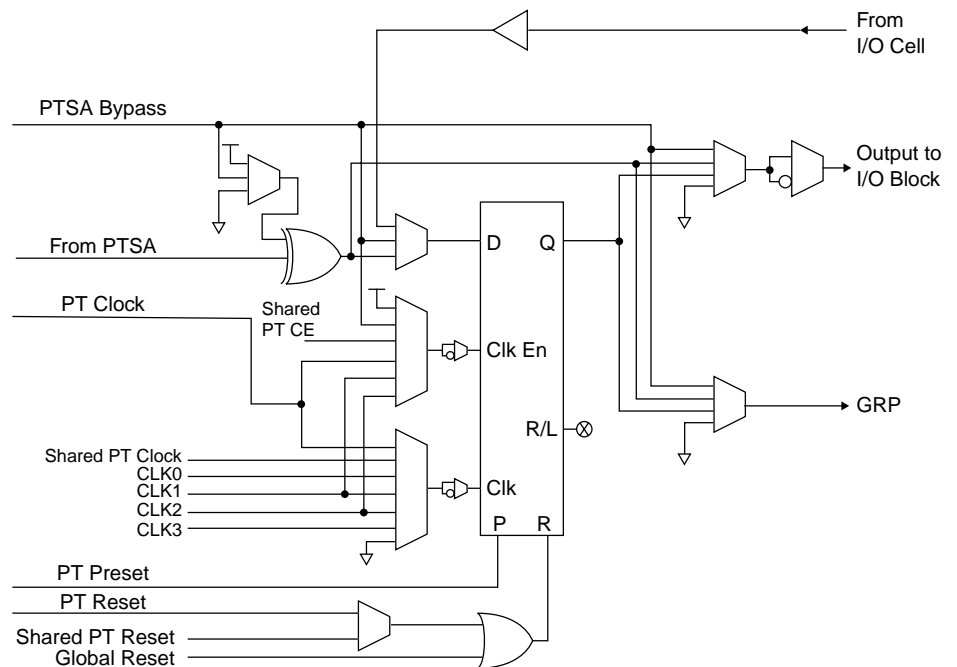 From
I/O Cell
PTSA Bypass
Output to
I/O Block
From PTSA
D
Q
PT Clock
Shared
PT CE
Clk En
GRP
R/L
Shared PT Clock
CLK0
CLK1
CLK2
CLK3
Clk
P
R
PT Preset
PT Reset
Shared PT Reset
Global Reset